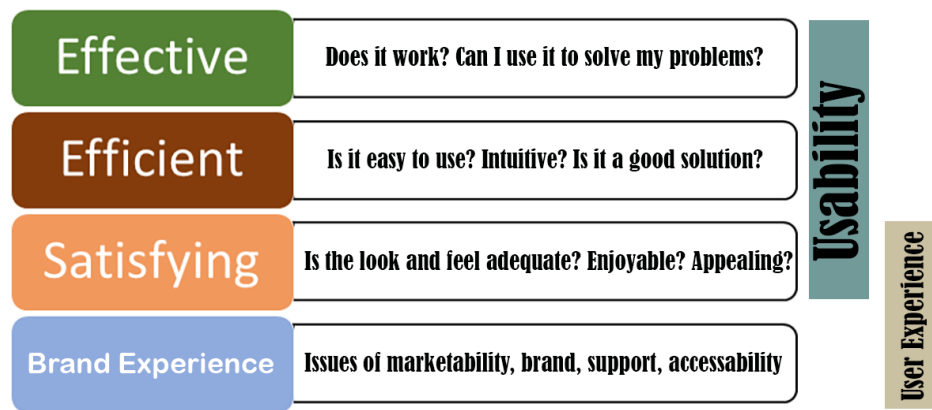 Effective
Does it work? Can I use it to solve my problems?
Efficient
Is it easy to use? Intuitive? Is it a good solution?
Satisfying
Is the look and feel adequate? Enjoyable? Appealing?
Brand Experience
Issues of marketability, brand, support, accessability
Usability
User Experience